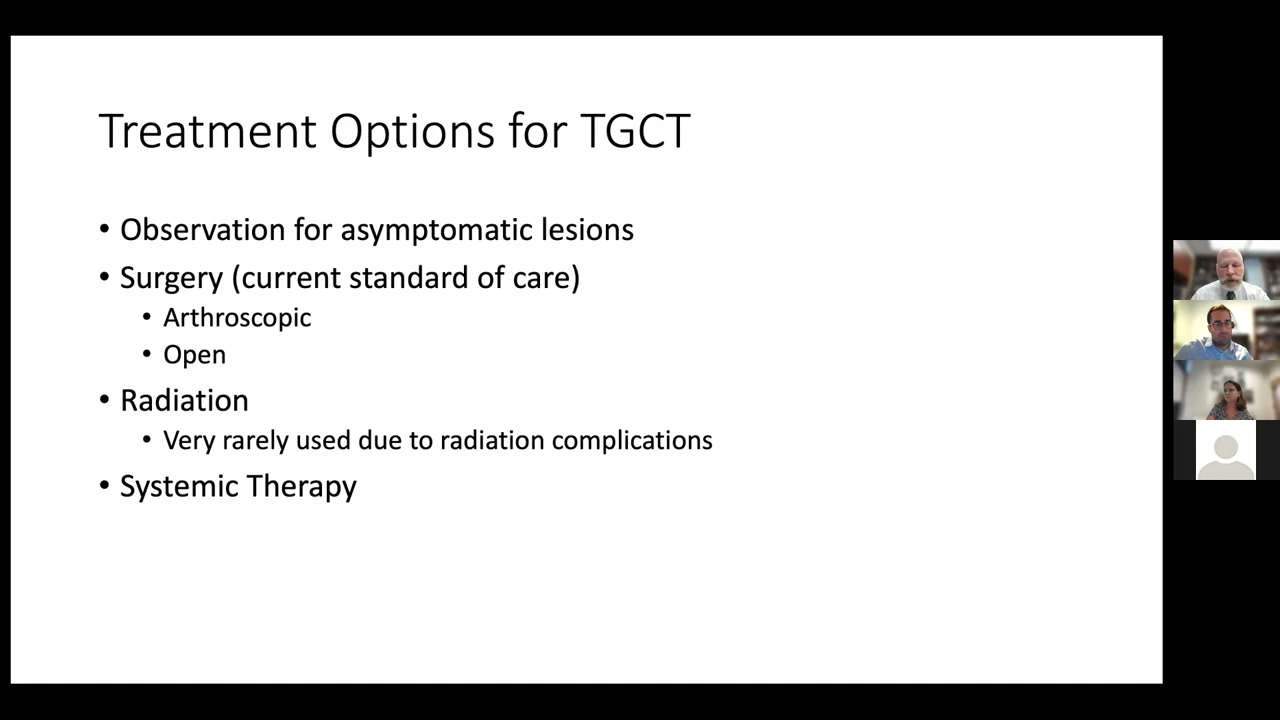 Treatment Options for TGCT
• Observation for asymptomatic lesions
• Surgery (current standard of care)
• Arthroscopic
• Open
• Radiation
• Very rarely used due to radiation complications
• Systemic Therapy